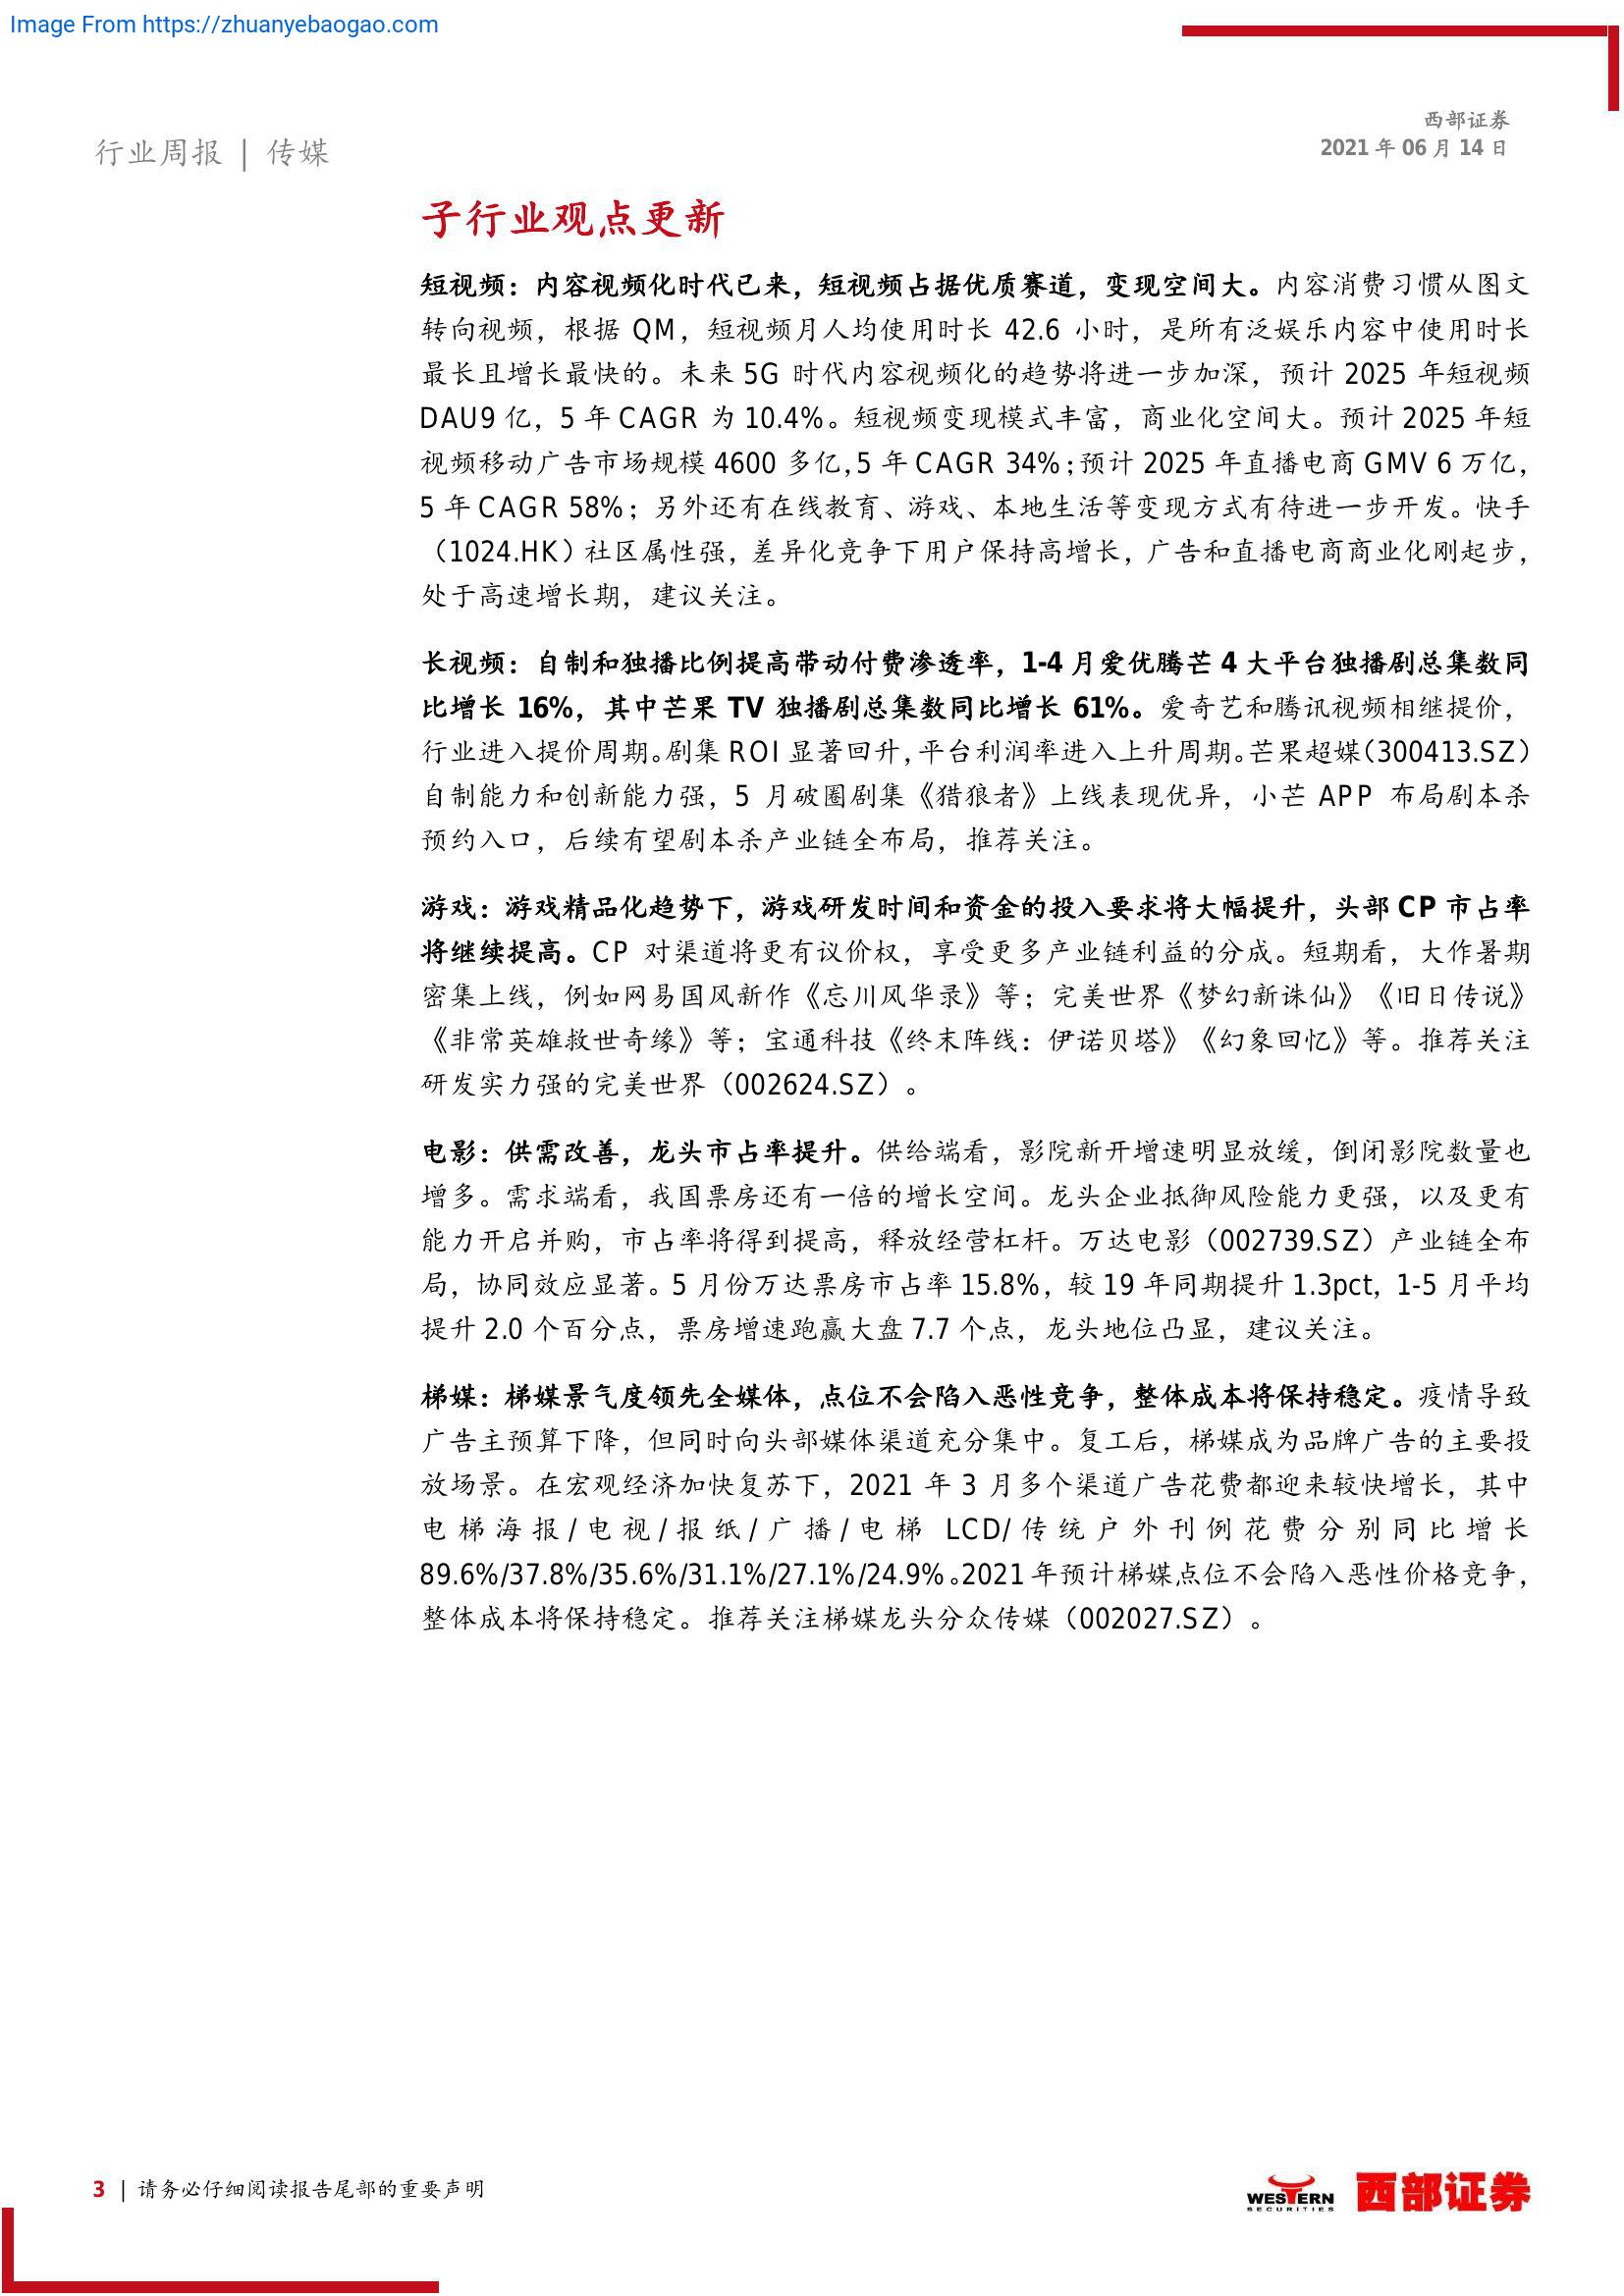 Image From https://zhuanyebaogao.com
行业周报 | 传媒
西部证券
2021 年 06 月 14 日
子行业观点更新
短视频：内容视频化时代已来，短视频占据优质赛道，变现空间大。内容消费习惯从图文
转向视频，根据 QM，短视频月人均使用时长 42.6 小时，是所有泛娱乐内容中使用时长
最长且增长最快的。未来 5G 时代内容视频化的趋势将进一步加深，预计 2025 年短视频
DAU9 亿，5 年 CAGR 为 10.4%。短视频变现模式丰富，商业化空间大。预计 2025 年短
视频移动广告市场规模 4600 多亿，5 年 CAGR 34%；预计 2025 年直播电商 GMV 6 万亿，
5 年 CAGR 58%；另外还有在线教育、游戏、本地生活等变现方式有待进一步开发。快手
（1024.HK）社区属性强，差异化竞争下用户保持高增长，广告和直播电商商业化刚起步，
处于高速增长期，建议关注。
长视频：自制和独播比例提高带动付费渗透率，1-4 月爱优腾芒 4 大平台独播剧总集数同
比增长 16%，其中芒果 TV 独播剧总集数同比增长 61%。爱奇艺和腾讯视频相继提价，
行业进入提价周期。剧集 ROI 显著回升，平台利润率进入上升周期。芒果超媒（300413.SZ）
自制能力和创新能力强，5 月破圈剧集《猎狼者》上线表现优异，小芒 APP 布局剧本杀
预约入口，后续有望剧本杀产业链全布局，推荐关注。
游戏：游戏精品化趋势下，游戏研发时间和资金的投入要求将大幅提升，头部 CP 市占率
将继续提高。CP 对渠道将更有议价权，享受更多产业链利益的分成。短期看，大作暑期
密集上线，例如网易国风新作《忘川风华录》等；完美世界《梦幻新诛仙》《旧日传说》
《非常英雄救世奇缘》等；宝通科技《终末阵线：伊诺贝塔》《幻象回忆》等。推荐关注
研发实力强的完美世界（002624.SZ）。
电影：供需改善，龙头市占率提升。供给端看，影院新开增速明显放缓，倒闭影院数量也
增多。需求端看，我国票房还有一倍的增长空间。龙头企业抵御风险能力更强，以及更有
能力开启并购，市占率将得到提高，释放经营杠杆。万达电影（002739.SZ）产业链全布
局，协同效应显著。5 月份万达票房市占率 15.8%，较 19 年同期提升 1.3pct，1-5 月平均
提升 2.0 个百分点，票房增速跑赢大盘 7.7 个点，龙头地位凸显，建议关注。
梯媒：梯媒景气度领先全媒体，点位不会陷入恶性竞争，整体成本将保持稳定。疫情导致
广告主预算下降，但同时向头部媒体渠道充分集中。复工后，梯媒成为品牌广告的主要投
放场景。在宏观经济加快复苏下，2021 年 3 月多个渠道广告花费都迎来较快增长，其中
电梯海报/电视/报纸/广播/电梯 LCD/传统户外刊例花费分别同比增长
89.6%/37.8%/35.6%/31.1%/27.1%/24.9%。2021 年预计梯媒点位不会陷入恶性价格竞争，
整体成本将保持稳定。推荐关注梯媒龙头分众传媒（002027.SZ）。
3 | 请务必仔细阅读报告尾部的重要声明
WESTERN
SECURITIES
西部证券